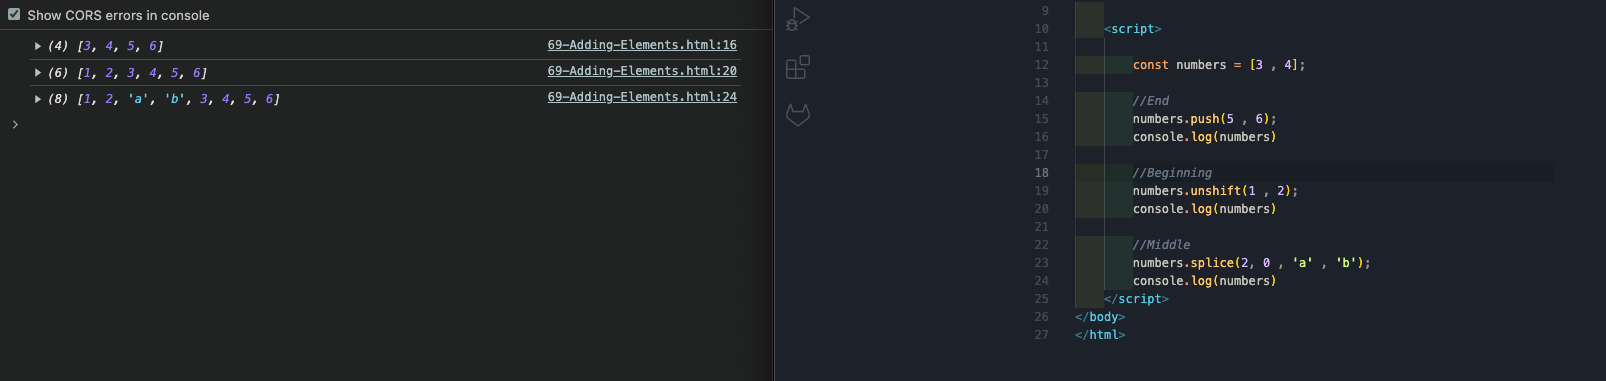 Show CORS errors in console
(4) [3, 4, 5, 6] 69-Adding-Elements.html:16
(6) [1, 2, 3, 4, 5, 6] 69-Adding-Elements.html:20
(8) [1, 2, 'a', 'b', 3, 4, 5, 6] 69-Adding-Elements.html:24
>
9
10 <script>
11
12 const numbers = [3 , 4];
13
14 //End
15 numbers.push(5 , 6);
16 console.log(numbers)
17
18 //Beginning
19 numbers.unshift(1 , 2);
20 console.log(numbers)
21
22 //Middle
23 numbers.splice(2, 0 , 'a' , 'b');
24 console.log(numbers)
25 </script>
26 </body>
27 </html>